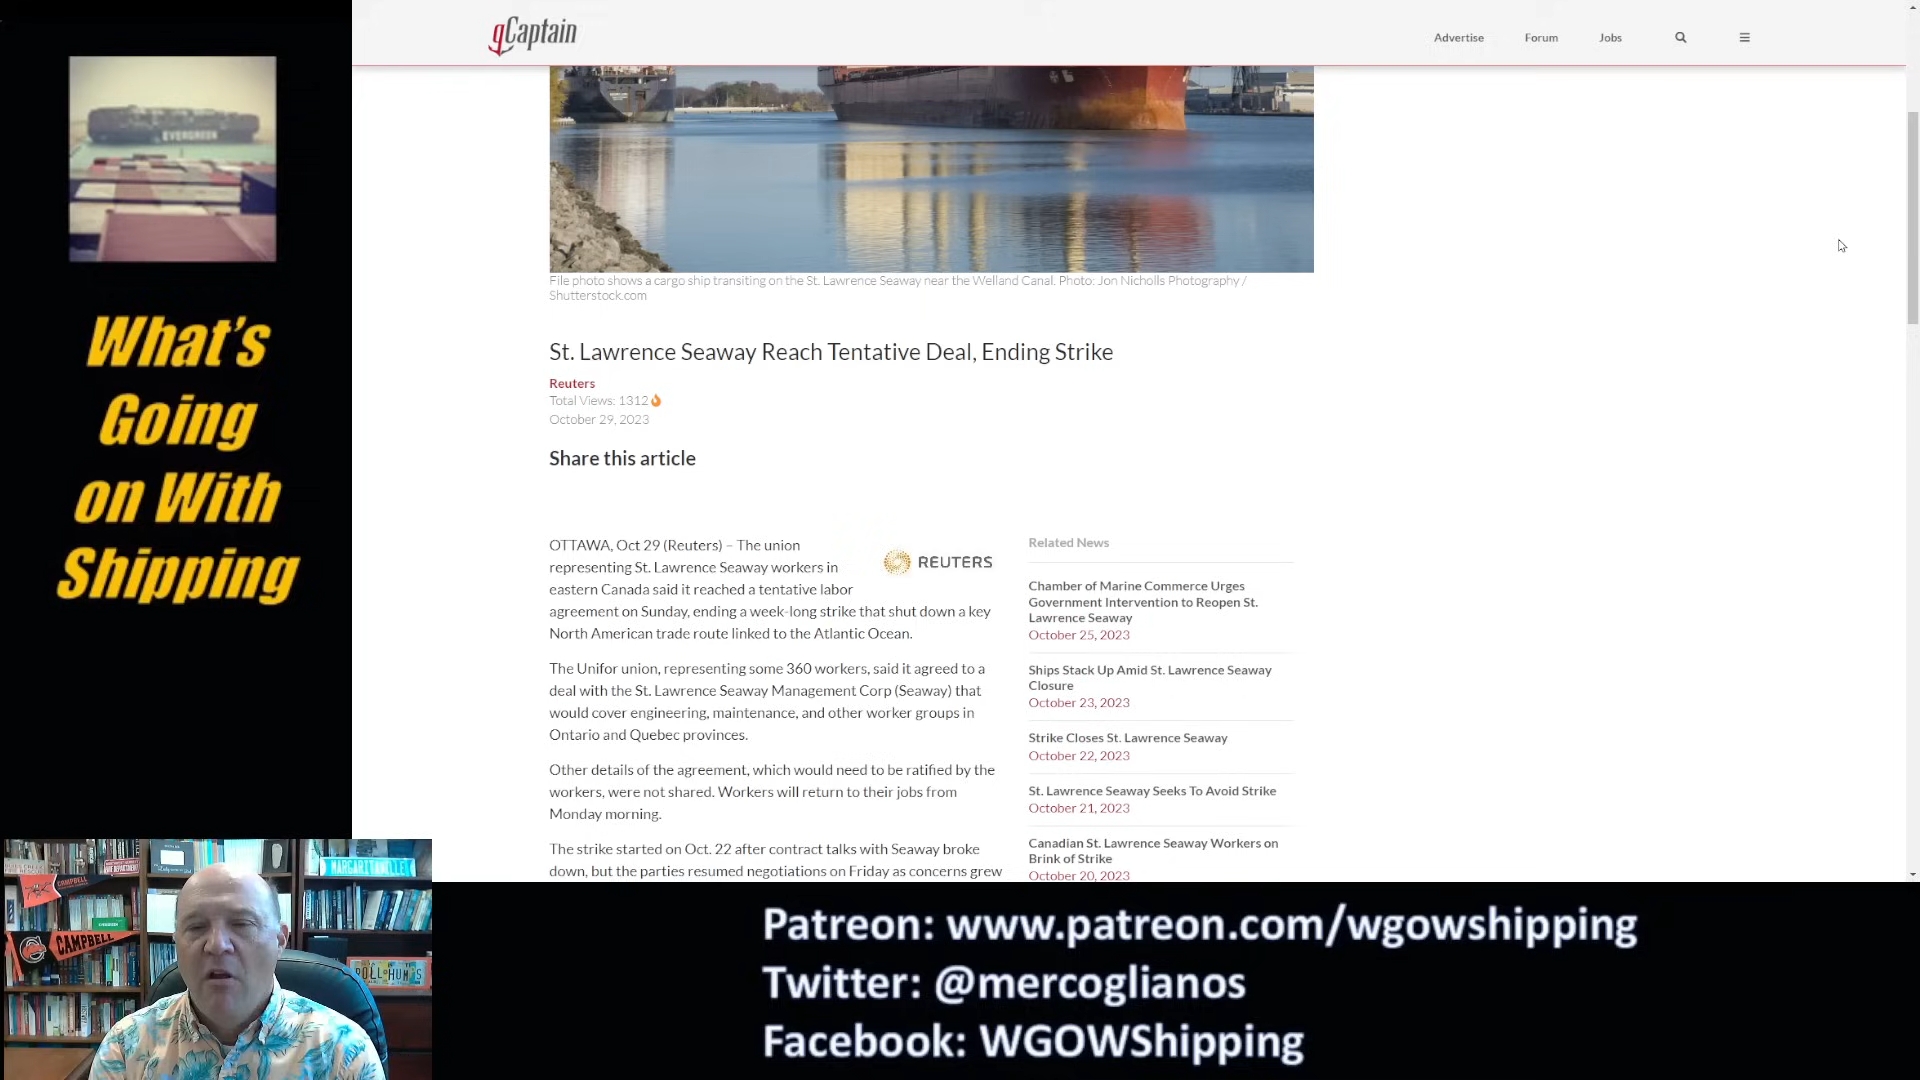 gCaptain
Advertise
Forum
Jobs
EVERGREEN
What's
Going
on With
Shipping
File photo shows a cargo ship transiting on the St. Lawrence Seaway near the Welland Canal. Photo: Jon Nicholls Photography /
Shutterstock.com
St. Lawrence Seaway Reach Tentative Deal, Ending Strike
Reuters
Total Views: 1312
October 29, 2023
Share this article
OTTAWA, Oct 29 (Reuters) – The union
representing St. Lawrence Seaway workers in
eastern Canada said it reached a tentative labor
agreement on Sunday, ending a week-long strike that shut down a key
North American trade route linked to the Atlantic Ocean.
REUTERS
The Unifor union, representing some 360 workers, said it agreed to a
deal with the St. Lawrence Seaway Management Corp (Seaway) that
would cover engineering, maintenance, and other worker groups in
Ontario and Quebec provinces.
Other details of the agreement, which would need to be ratified by the
workers, were not shared. Workers will return to their jobs from
Monday morning.
The strike started on Oct. 22 after contract talks with Seaway broke
down, but the parties resumed negotiations on Friday as concerns grew
Related News
Chamber of Marine Commerce Urges
Government Intervention to Reopen St.
Lawrence Seaway
October 25, 2023
Ships Stack Up Amid St. Lawrence Seaway
Closure
October 23, 2023
Strike Closes St. Lawrence Seaway
October 22, 2023
St. Lawrence Seaway Seeks To Avoid Strike
October 21, 2023
Canadian St. Lawrence Seaway Workers on
Brink of Strike
October 20, 2023
MARGARITAVILLE
CAMPBELL
CAMPBELL
ROLL HUMPS
Patreon: www.patreon.com/wgowshipping
Twitter: @mercoglianos
Facebook: WGOWShipping